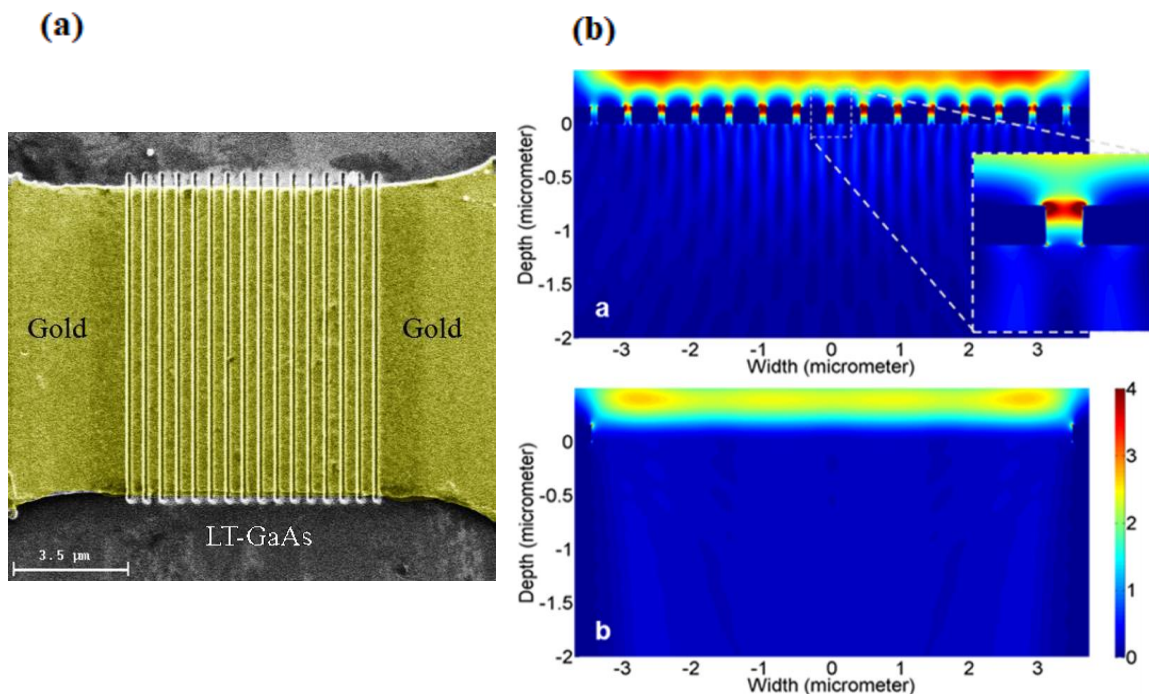 (a)
(b)
Gold
Gold
LT-GaAs
3.5 μm
Depth (micrometer)
0
-0.5
-1
-1.5
-2
a
-3
-2
-1
0
1
2
3
Width (micrometer)
Depth (micrometer)
0
-0.5
-1
-1.5
-2
b
-3
-2
-1
0
1
2
3
Width (micrometer)
4
3
2
1
0